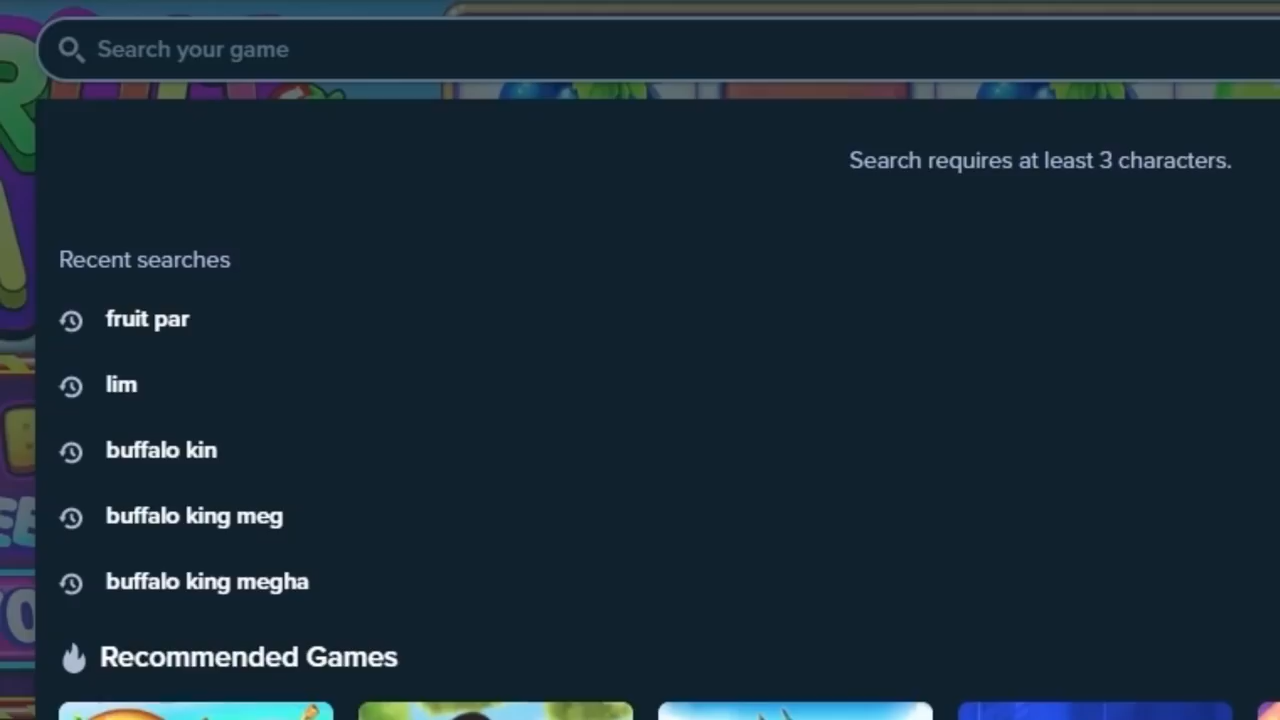 Search your game
Search requires at least 3 characters.
Recent searches
fruit par
lim
buffalo kin
buffalo king meg
buffalo king megha
Recommended Games